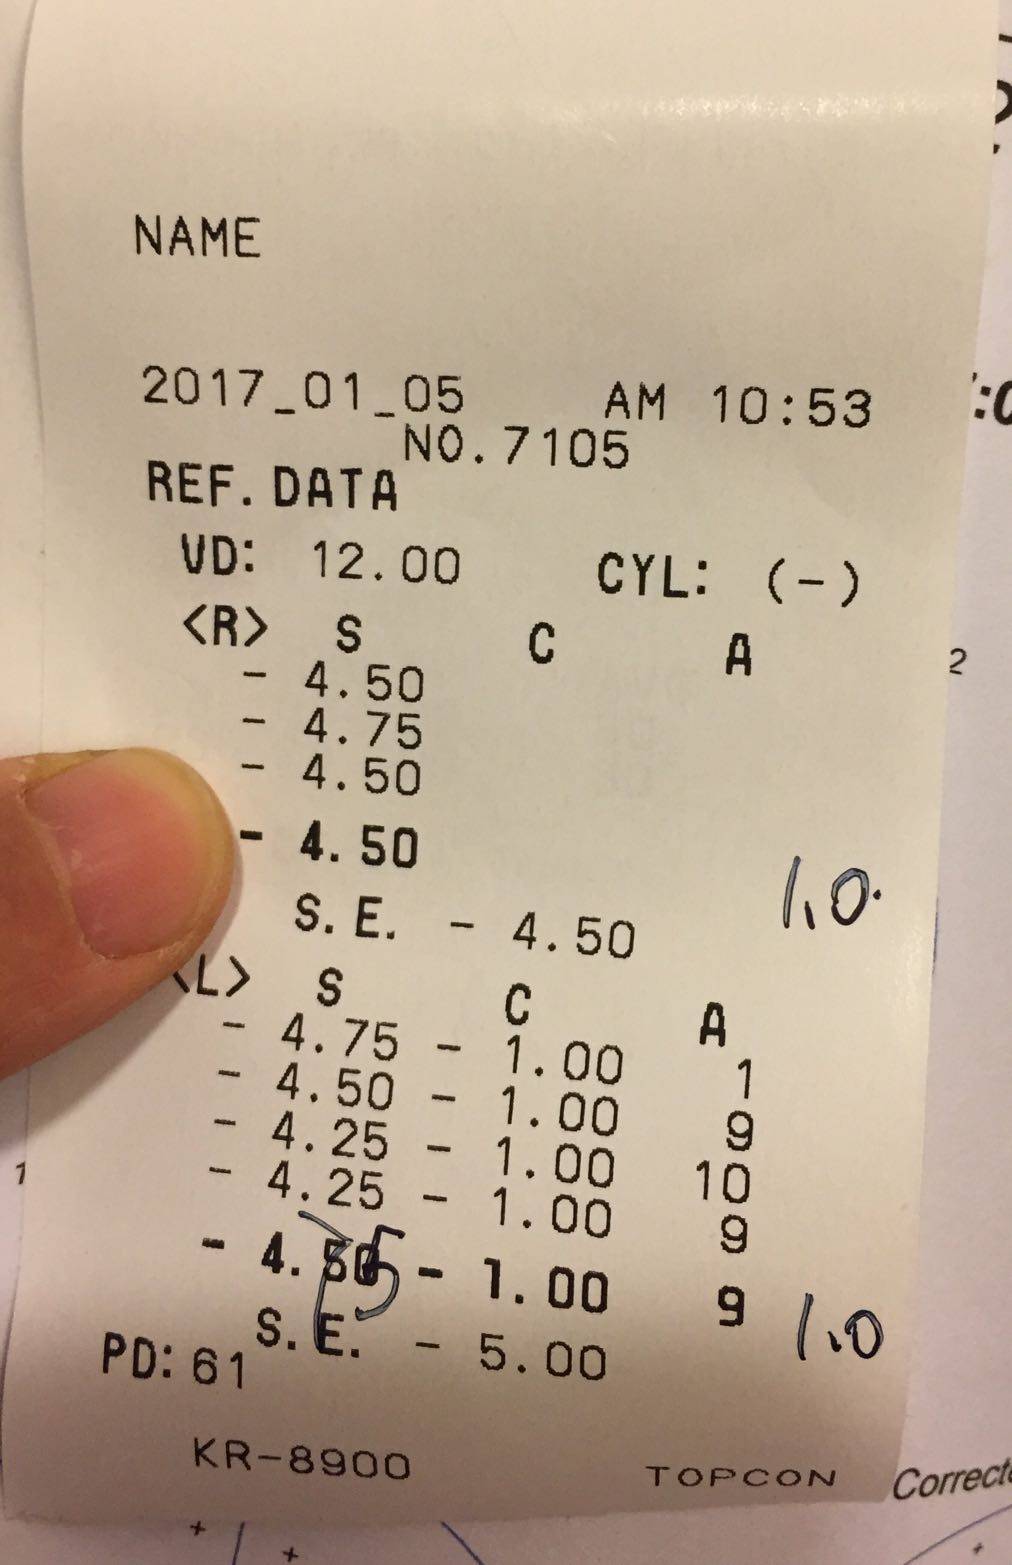 NAME
2017_01_05 AM 10:53
NO.7105
REF. DATA
VD: 12.00 CYL: (-)
<R> S C A
- 4.50
- 4.75
- 4.50
- 4.50
1.0.
S.E. - 4.50
<L> S C A
- 4.75 - 1.00 1
- 4.50 - 1.00 9
- 4.25 - 1.00 10
- 4.25 - 1.00 9
- 4.50 - 1.00 9
75
1.0
S.E. - 5.00
PD: 61
KR-8900 TOPCON
2
1